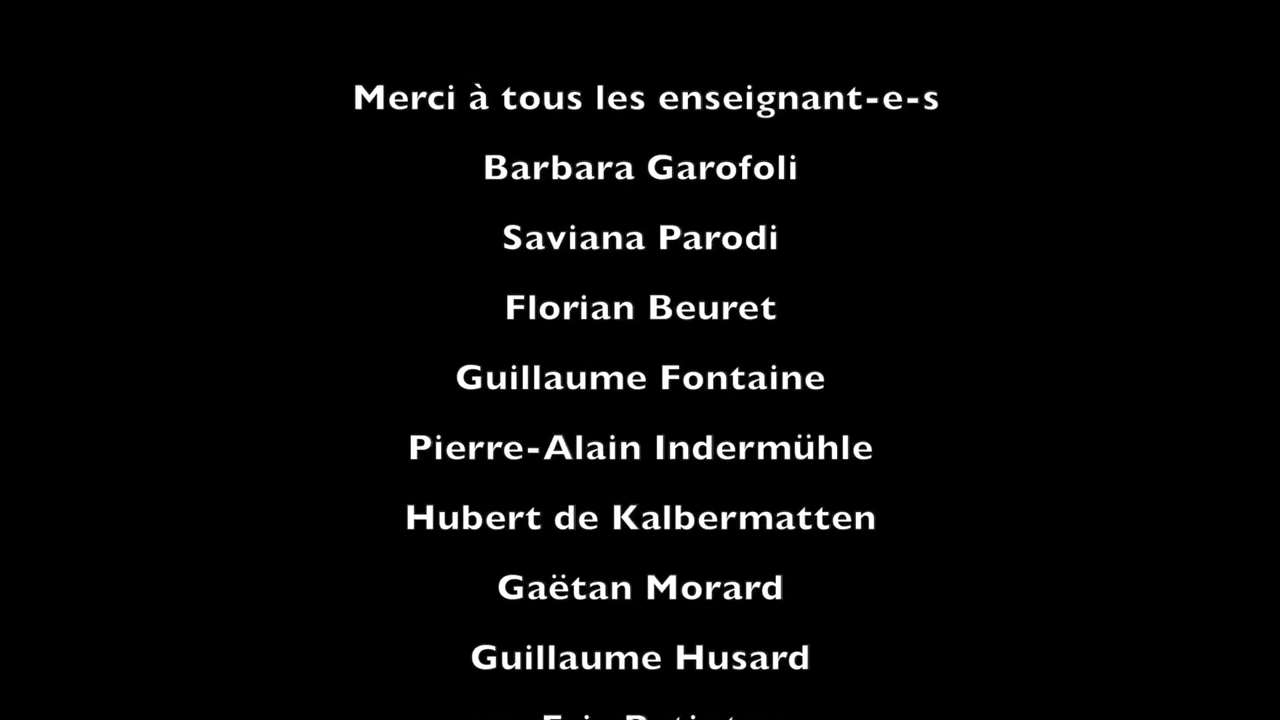 Merci à tous les enseignant-e-s
Barbara Garofoli
Saviana Parodi
Florian Beuret
Guillaume Fontaine
Pierre-Alain Indermühle
Hubert de Kalbermatten
Gaëtan Morard
Guillaume Husard